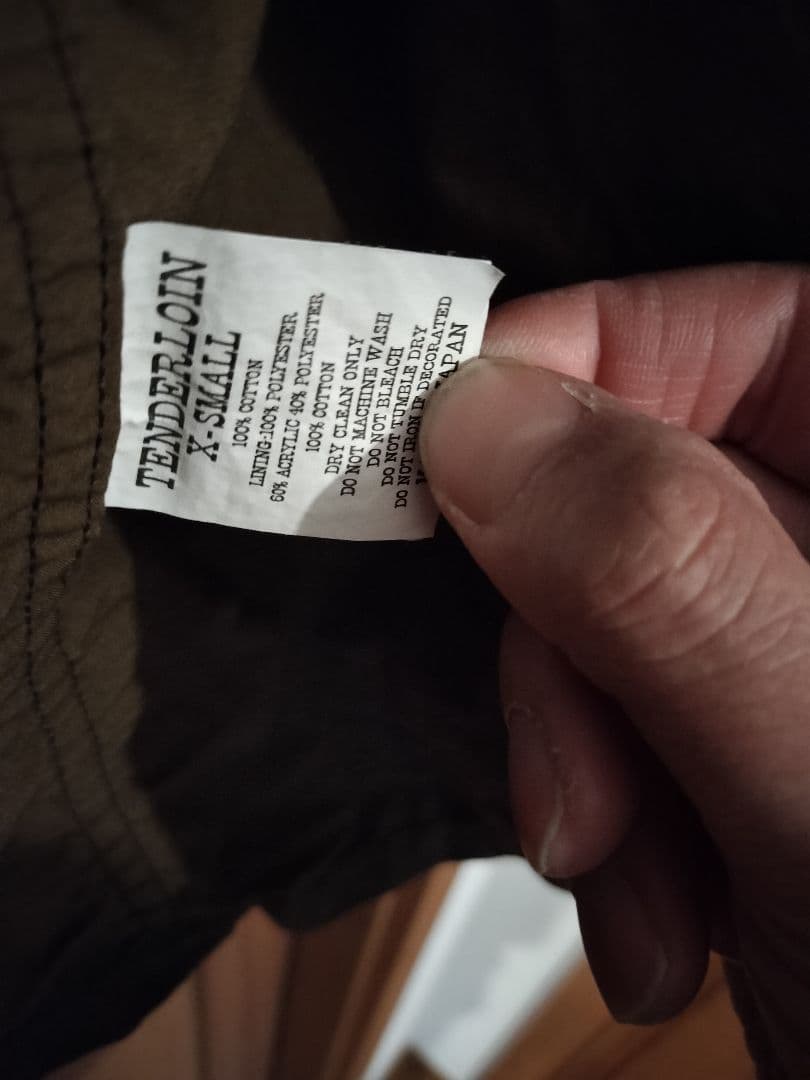 TENDERLOIN
X-SMALL
100% COTTON
LINING:100% POLYESTER
60% ACRYLIC 40% POLYESTER
100% COTTON
DRY CLEAN ONLY
DO NOT MACHINE WASH
DO NOT BLEACH
DO NOT TUMBLE DRY
DO NOT IRON IF DECORATED